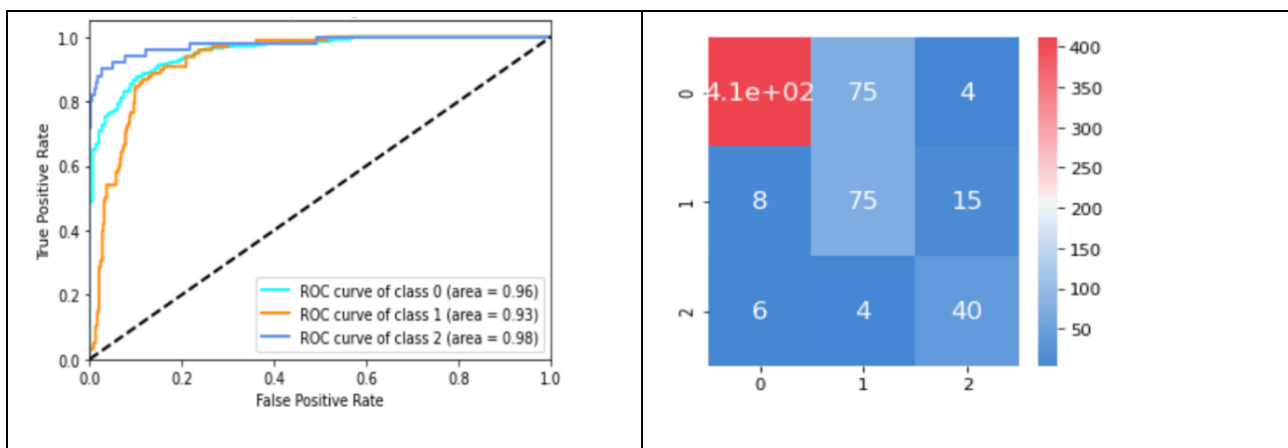 1.0
0.8
0.6
0.4
0.2
0.0
True Positive Rate
ROC curve of class 0 (area = 0.96)
ROC curve of class 1 (area = 0.93)
ROC curve of class 2 (area = 0.98)
0.0 0.2 0.4 0.6 0.8 1.0
False Positive Rate
0 4.1e+02 75 4
1 8 75 15
2 6 4 40
0 1 2
400
350
300
250
200
150
100
50